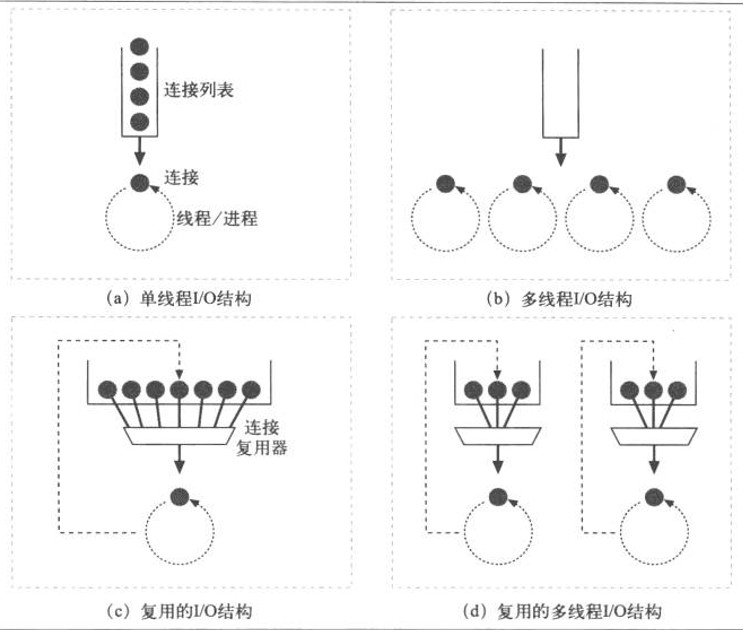 连接列表
连接
线程/进程
(a) 单线程I/O结构
(b) 多线程I/O结构
连接
复用器
(c) 复用的I/O结构
(d) 复用的多线程I/O结构